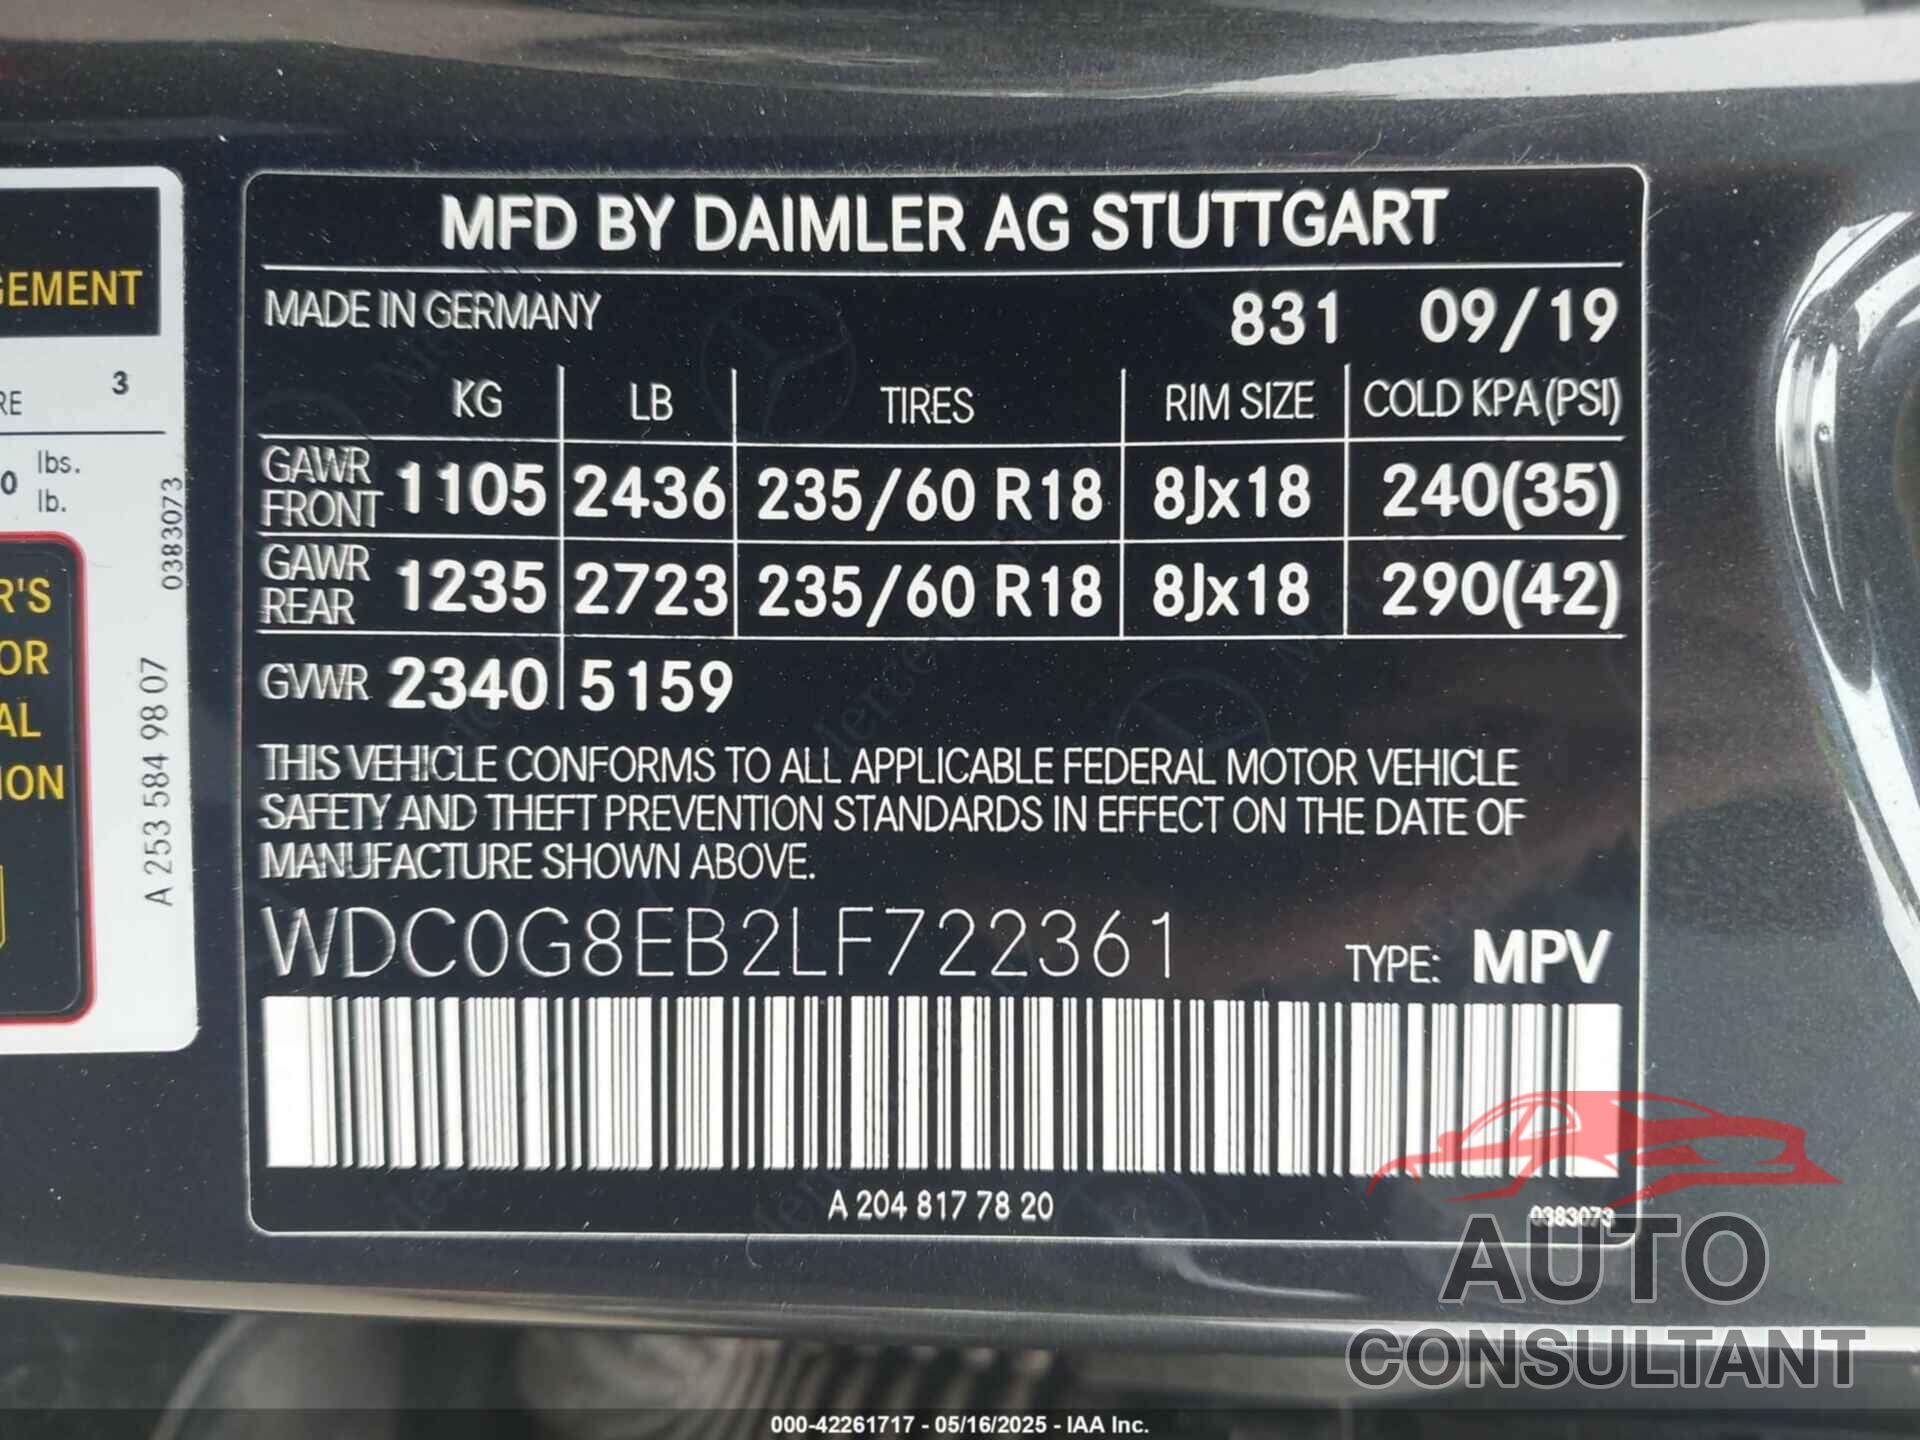 GEMENT
RE 3
0 lbs.
lb.
0383073
R'S
OR
AL
ION
A 253 584 98 07
MFD BY DAIMLER AG STUTTGART
MADE IN GERMANY 831 09/19
KG LB TIRES RIM SIZE COLD KPA (PSI)
GAWR FRONT 1105 2436 235/60 R18 8Jx18 240(35)
GAWR REAR 1235 2723 235/60 R18 8Jx18 290(42)
GVWR 2340 5159
THIS VEHICLE CONFORMS TO ALL APPLICABLE FEDERAL MOTOR VEHICLE
SAFETY AND THEFT PREVENTION STANDARDS IN EFFECT ON THE DATE OF
MANUFACTURE SHOWN ABOVE.
WDC0G8EB2LF722361 TYPE: MPV
A 204 817 78 20
0383073
AUTO
CONSULTANT
000-42261717 - 05/16/2025 - IAA Inc.